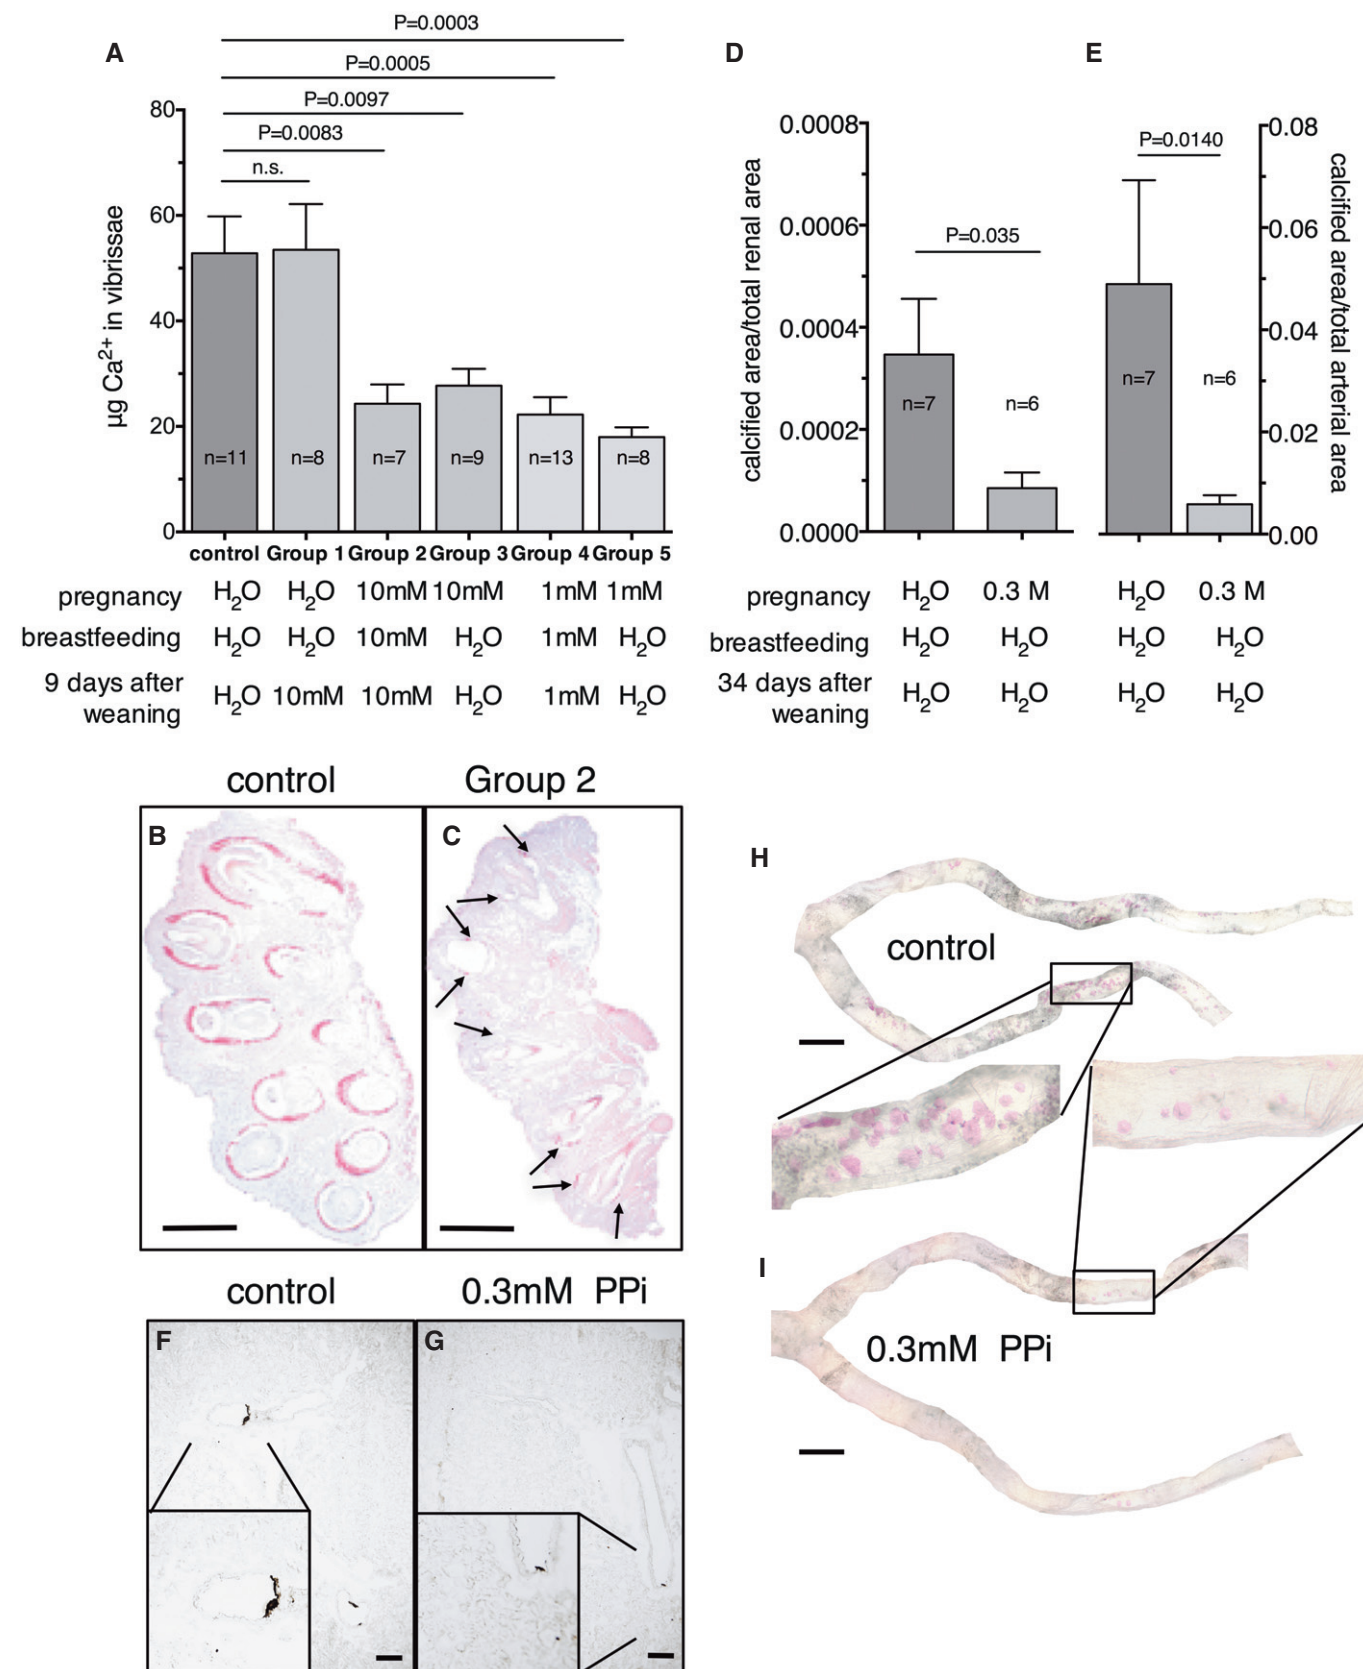 A
P=0.0003
P=0.0005
P=0.0097
P=0.0083
n.s.
80
60
40
20
0
µg Ca2+ in vibrissae
n=11 n=8 n=7 n=9 n=13 n=8
control Group 1 Group 2 Group 3 Group 4 Group 5
pregnancy H2O H2O 10mM 10mM 1mM 1mM
breastfeeding H2O H2O 10mM H2O 1mM H2O
9 days after
weaning H2O 10mM 10mM H2O 1mM H2O
D
0.0008
0.0006
0.0004
0.0002
0.0000
calcified area/total renal area
P=0.035
n=7 n=6
E
P=0.0140
n=7 n=6
0.08
0.06
0.04
0.02
0.00
calcified area/total arterial area
pregnancy H2O 0.3 M H2O 0.3 M
breastfeeding H2O H2O H2O H2O
34 days after
weaning H2O H2O H2O H2O
control Group 2
B C
control 0.3mM PPi
F G
H
control
I
0.3mM PPi